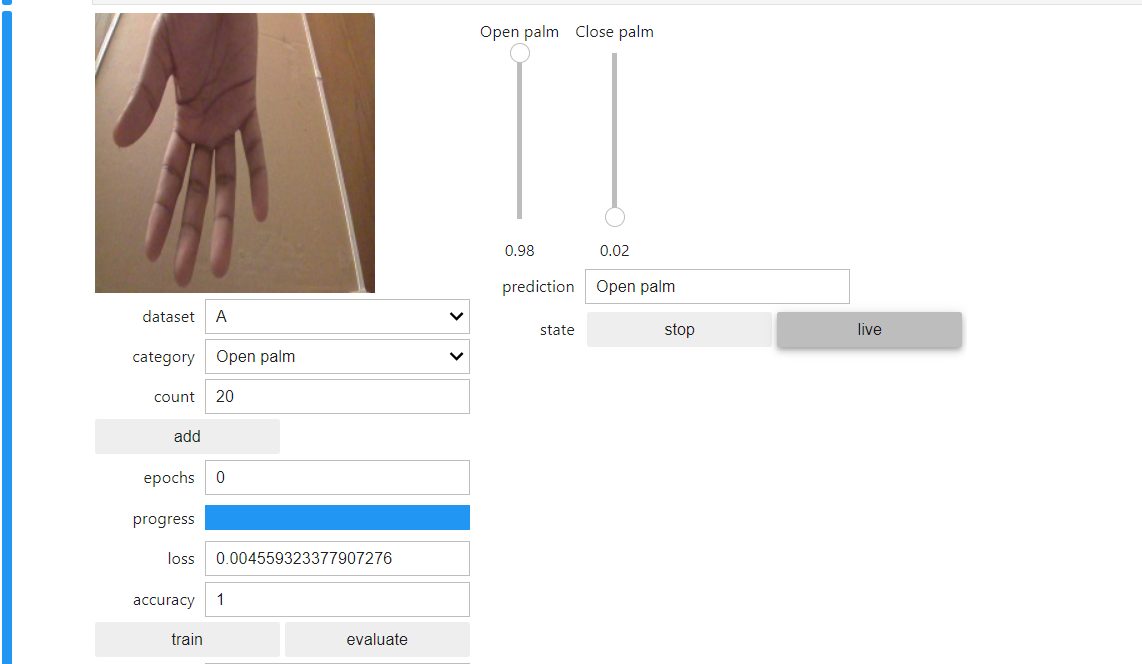 Open palm Close palm
0.98 0.02
prediction Open palm
state stop live
dataset A
category Open palm
count 20
add
epochs 0
progress
loss 0.004559323377907276
accuracy 1
train evaluate